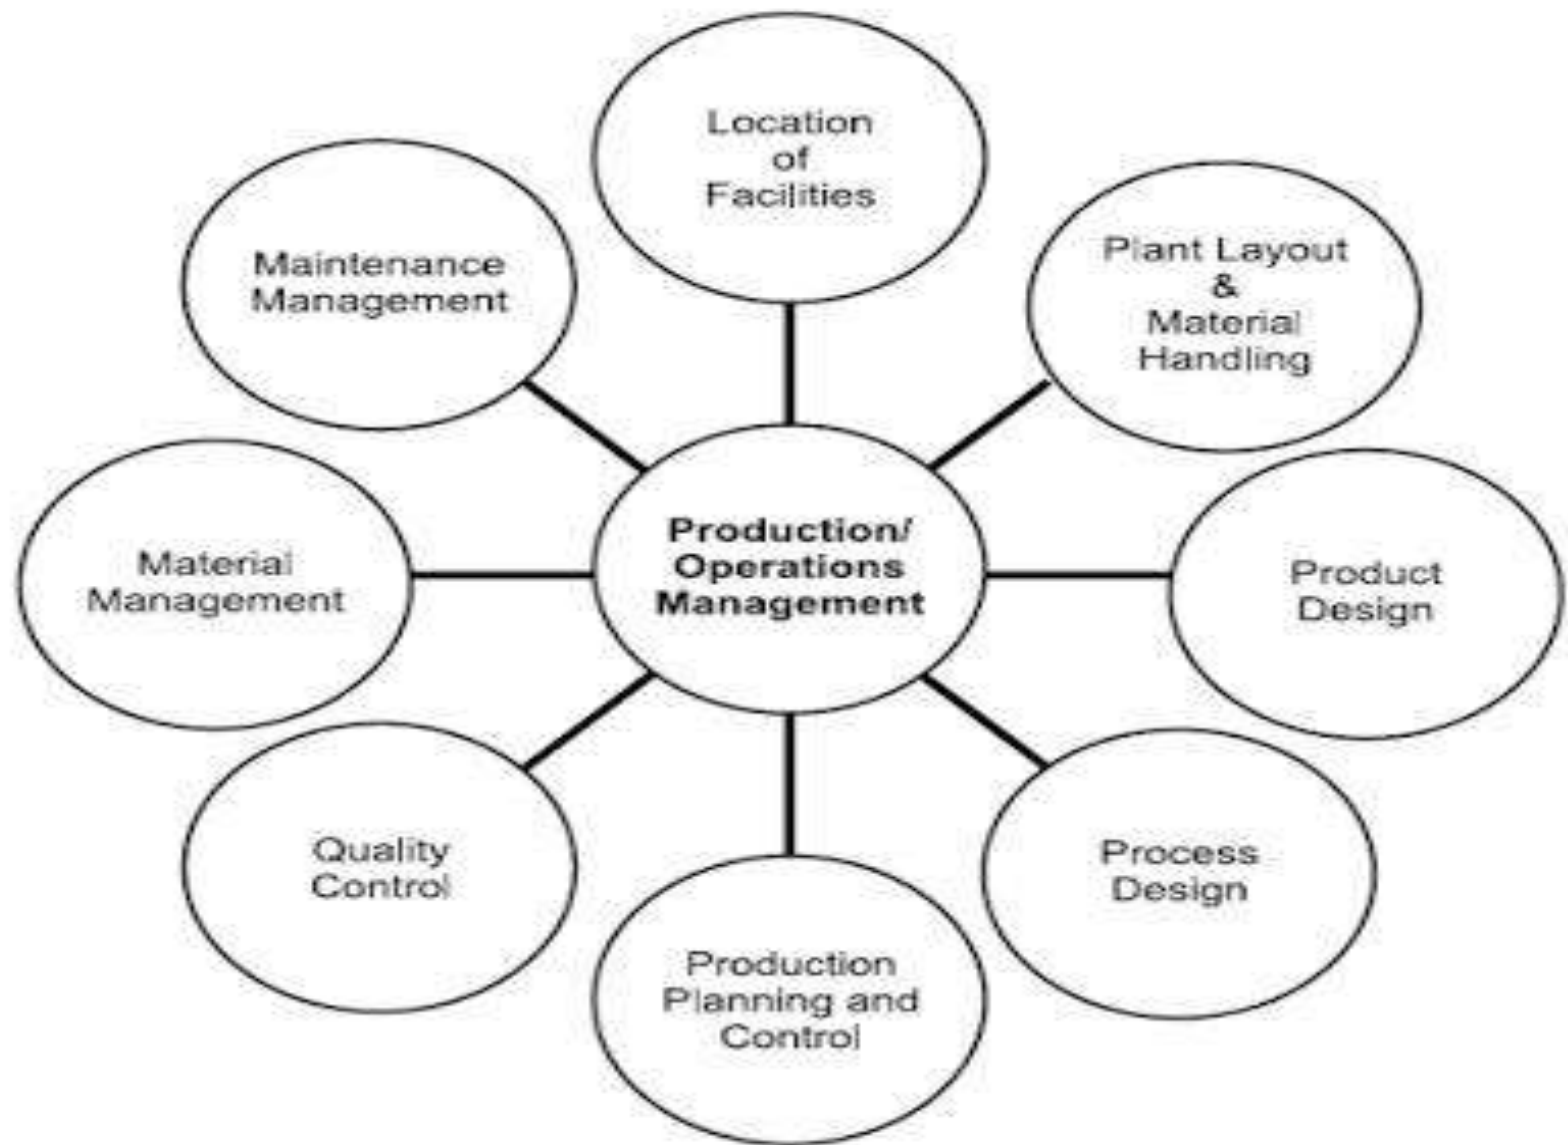 Location
of
Facilities
Plant Layout
&
Material
Handling
Product
Design
Process
Design
Production
Planning and
Control
Quality
Control
Material
Management
Maintenance
Management
Production/
Operations
Management